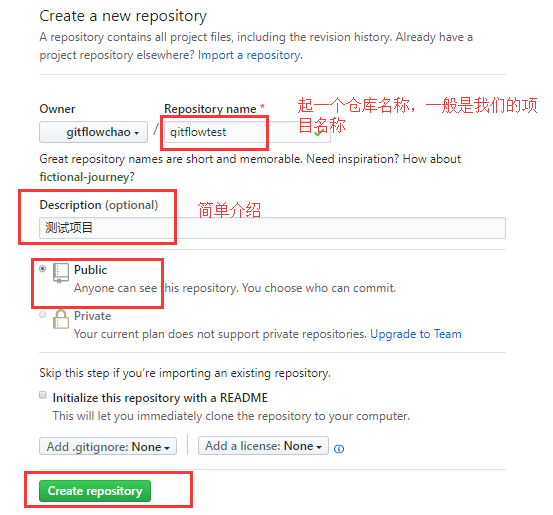 Create a new repository
A repository contains all project files, including the revision history. Already have a
project repository elsewhere? Import a repository.
Owner
Repository name *
起一个仓库名称，一般是我们的项
目名称
gitflowchao
/
qitflowtest
Great repository names are short and memorable. Need inspiration? How about
fictional-journey?
Description (optional)
简单介绍
测试项目
Public
Anyone can see this repository. You choose who can commit.
Private
Your current plan does not support private repositories. Upgrade to Team
Skip this step if you're importing an existing repository.
Initialize this repository with a README
This will let you immediately clone the repository to your computer.
Add .gitignore: None
Add a license: None
Create repository